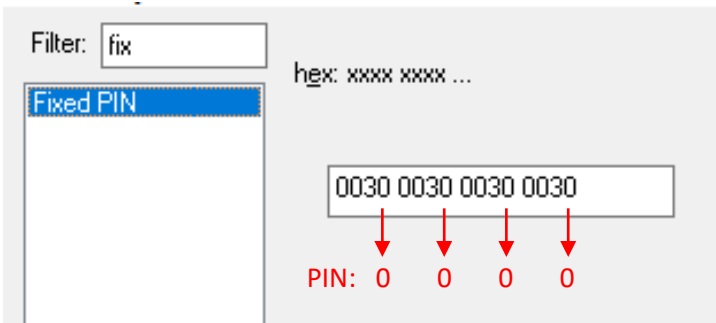 Filter: fix
hex: xxxx xxxx ...
Fixed PIN
0030 0030 0030 0030
PIN: 0 0 0 0